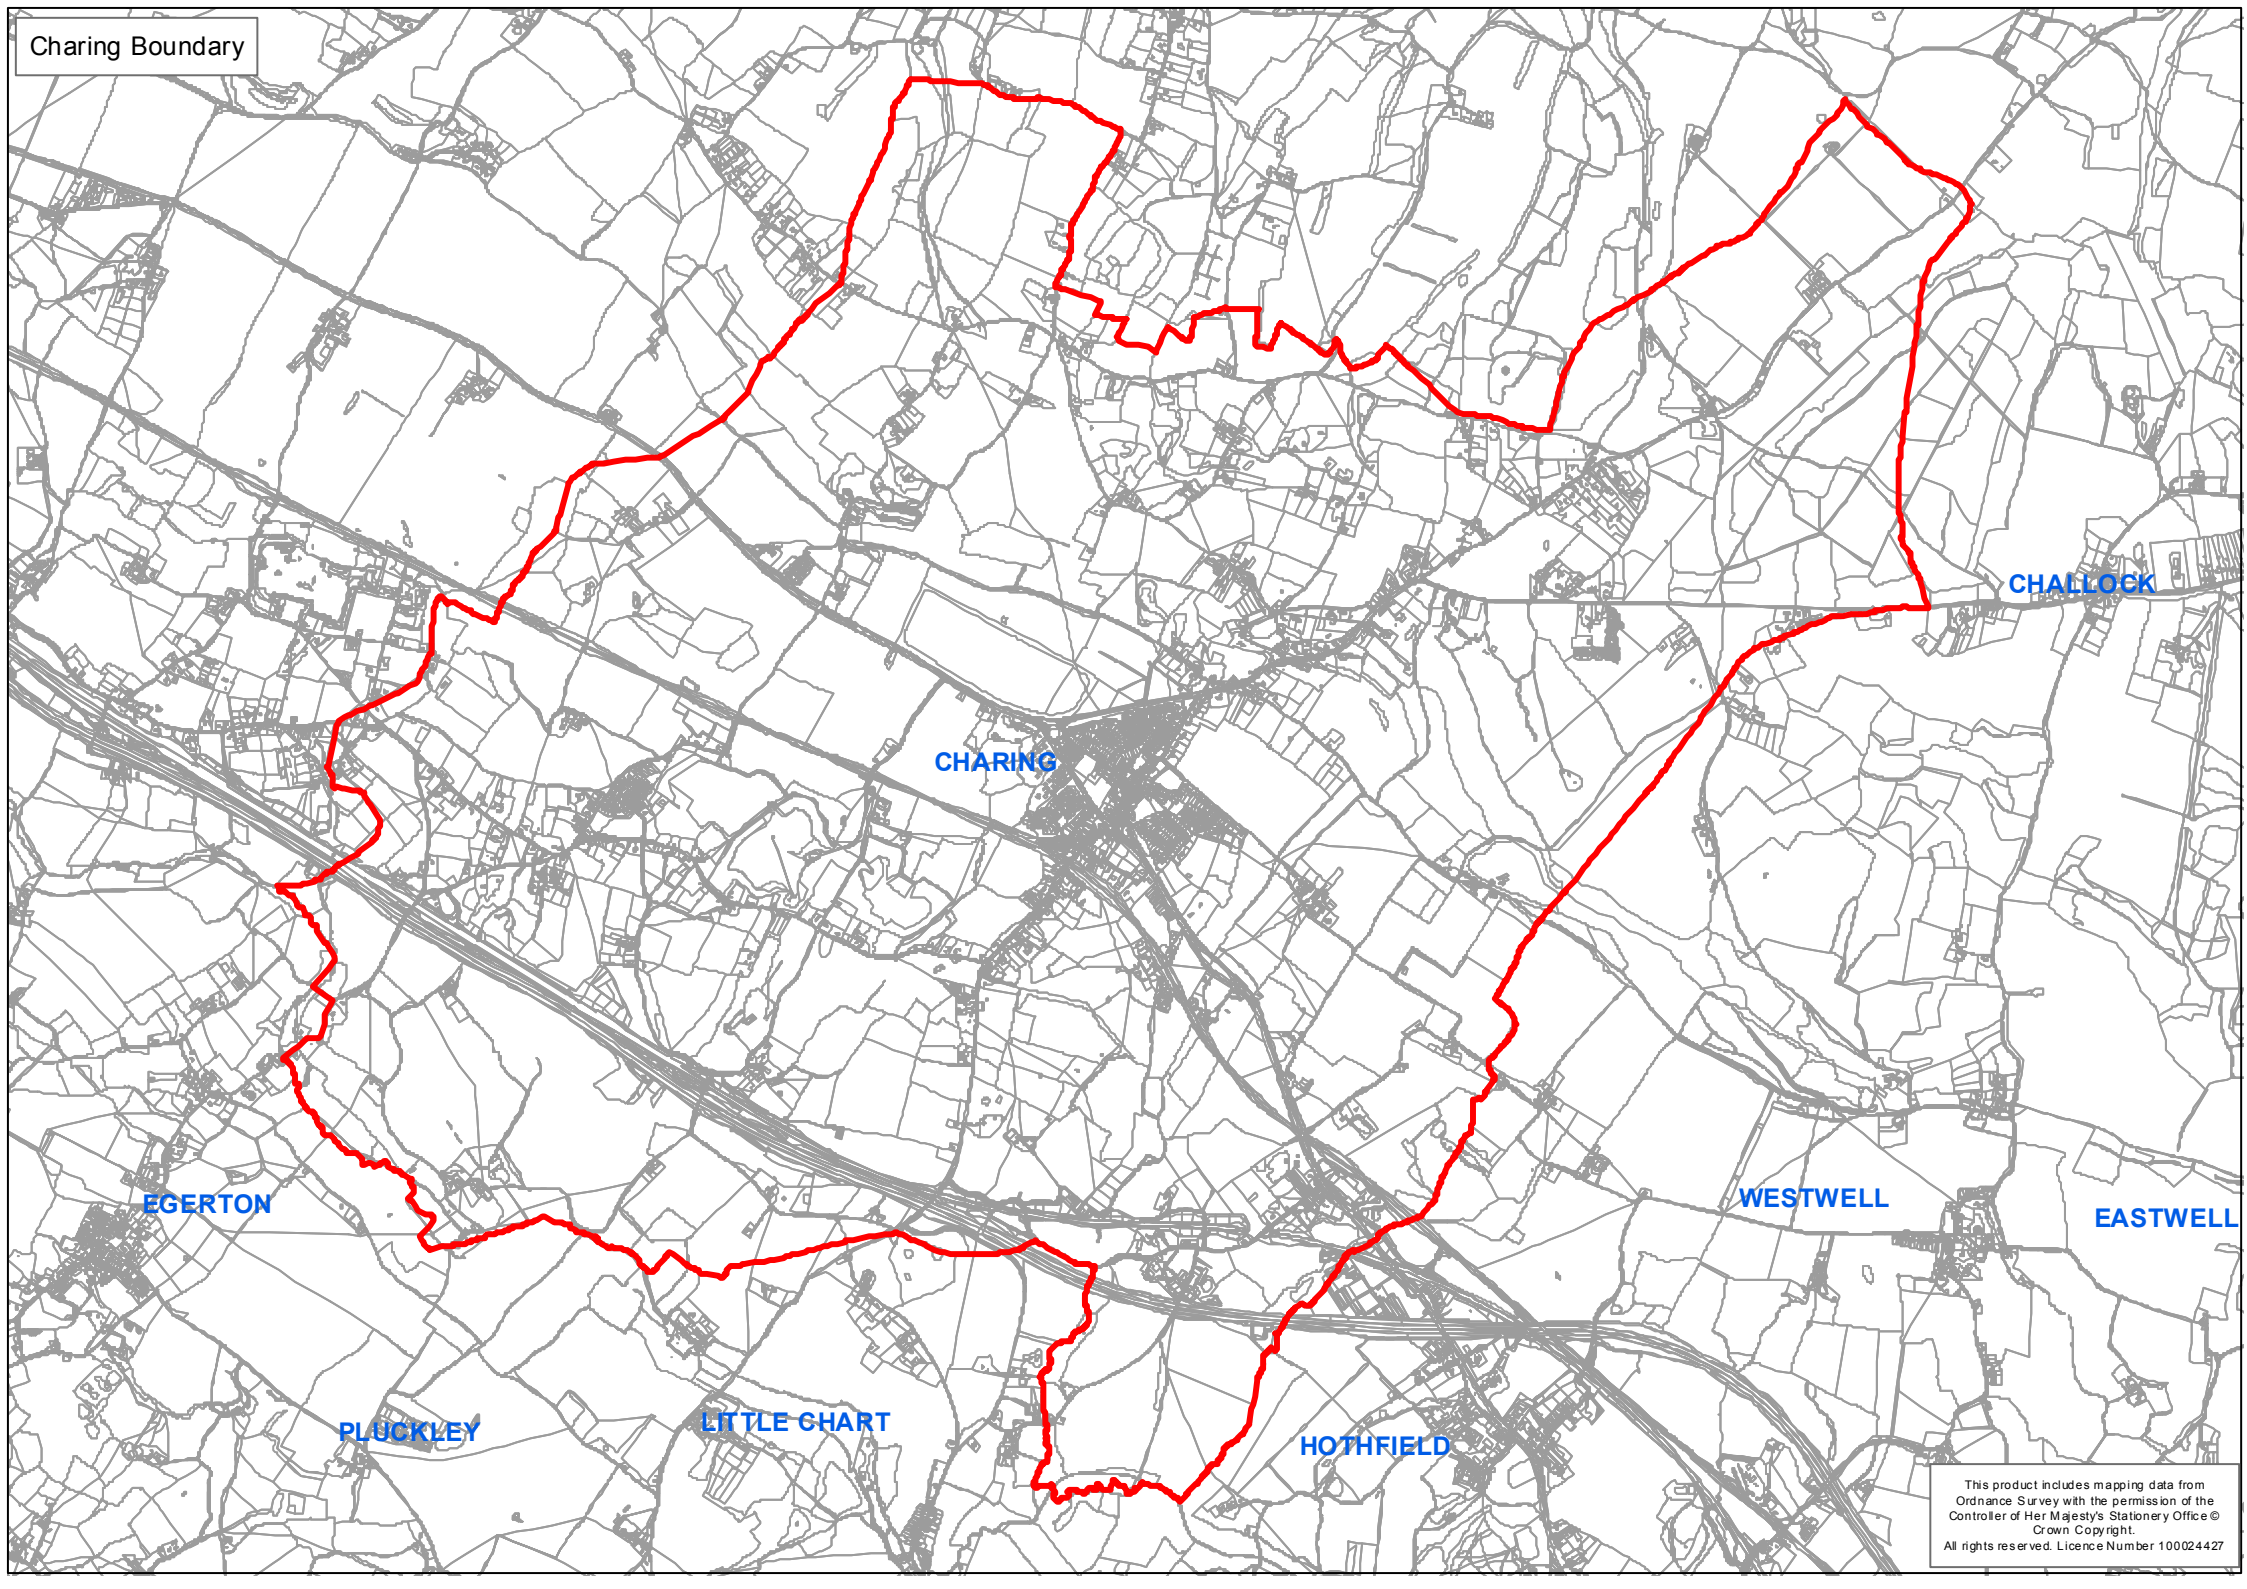 Charing Boundary
CHALLOCK
CHARING
EGERTON
WESTWELL
EASTWELL
PLUCKLEY
LITTLE CHART
HOTHFIELD
This product includes mapping data from
Ordnance Survey with the permission of the
Controller of Her Majesty's Stationery Office ©
Crown Copyright.
All rights reserved. Licence Number 100024427